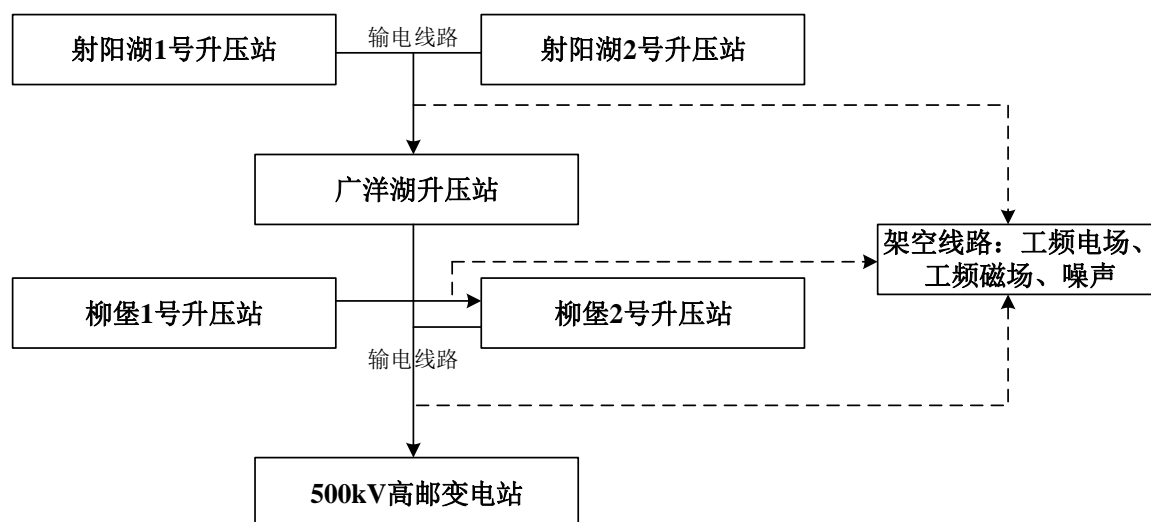 射阳湖1号升压站
输电线路
射阳湖2号升压站
广洋湖升压站
架空线路：工频电场、
工频磁场、噪声
柳堡1号升压站
柳堡2号升压站
输电线路
500kV高邮变电站